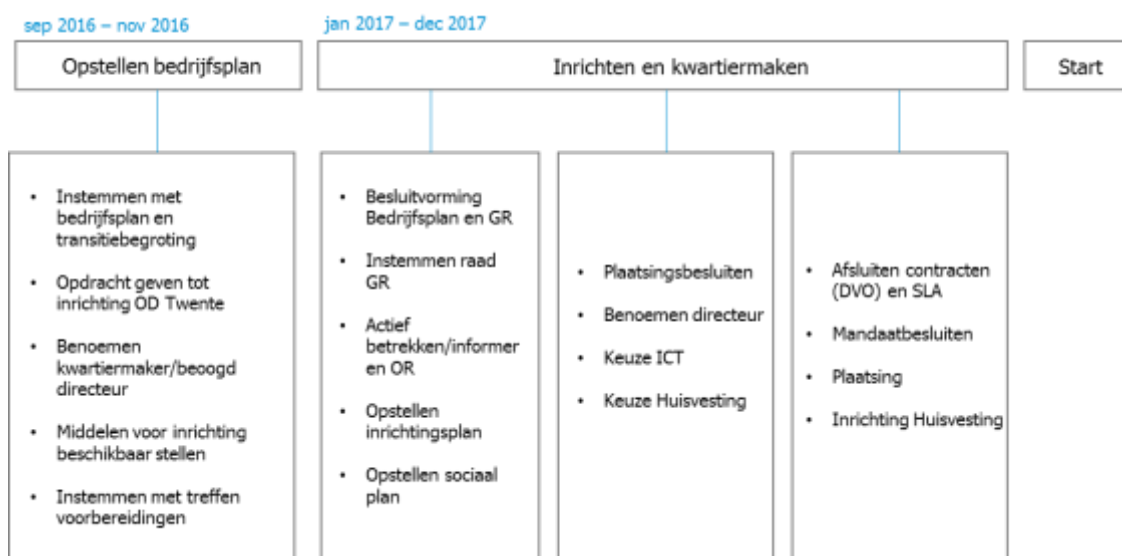 sep 2016 – nov 2016
jan 2017 – dec 2017
Opstellen bedrijfsplan
Inrichten en kwartiermaken
Start
• Instemmen met
bedrijfsplan en
transitiebegroting
• Opdracht geven tot
inrichting OD Twente
• Benoemen
kwartiermaker/beoogd
directeur
• Middelen voor inrichting
beschikbaar stellen
• Instemmen met treffen
voorbereidingen
• Besluitvorming
Bedrijfsplan en GR
• Instemmen raad
GR
• Actief
betrekken/informer
en OR
• Opstellen
inrichtingsplan
• Opstellen sociaal
plan
• Plaatsingsbesluiten
• Benoemen directeur
• Keuze ICT
• Keuze Huisvesting
• Afsluiten contracten
(DVO) en SLA
• Mandaatbesluiten
• Plaatsing
• Inrichting Huisvesting